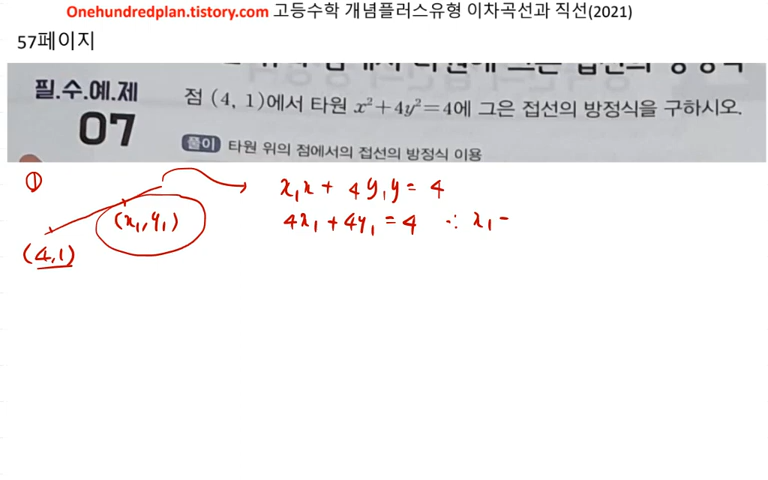 Onehundredplan.tistory.com 고등수학 개념플러스유형 이차곡선과 직선(2021)
57페이지
필.수.예.제
07
점 (4, 1)에서 타원 x²+4y²=4에 그은 접선의 방정식을 구하시오.
풀이 타원 위의 점에서의 접선의 방정식 이용
①
(x₁, y₁)
(4,1)
x₁x + 4y₁y = 4
4x₁ + 4y₁ = 4 ∴ x₁ -